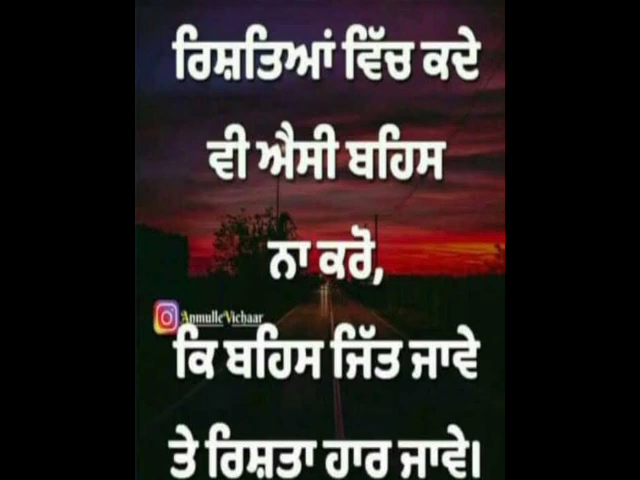 ਰਿਸ਼ਤਿਆਂ ਵਿੱਚ ਕਦੇ
ਵੀ ਐਸੀ ਬਹਿਸ
ਨਾ ਕਰੋ,
AnmulleVichaar
ਕਿ ਬਹਿਸ ਜਿੱਤ ਜਾਵੇ
ਤੇ ਰਿਸ਼ਤਾ ਹਾਰ ਜਾਵੇ।